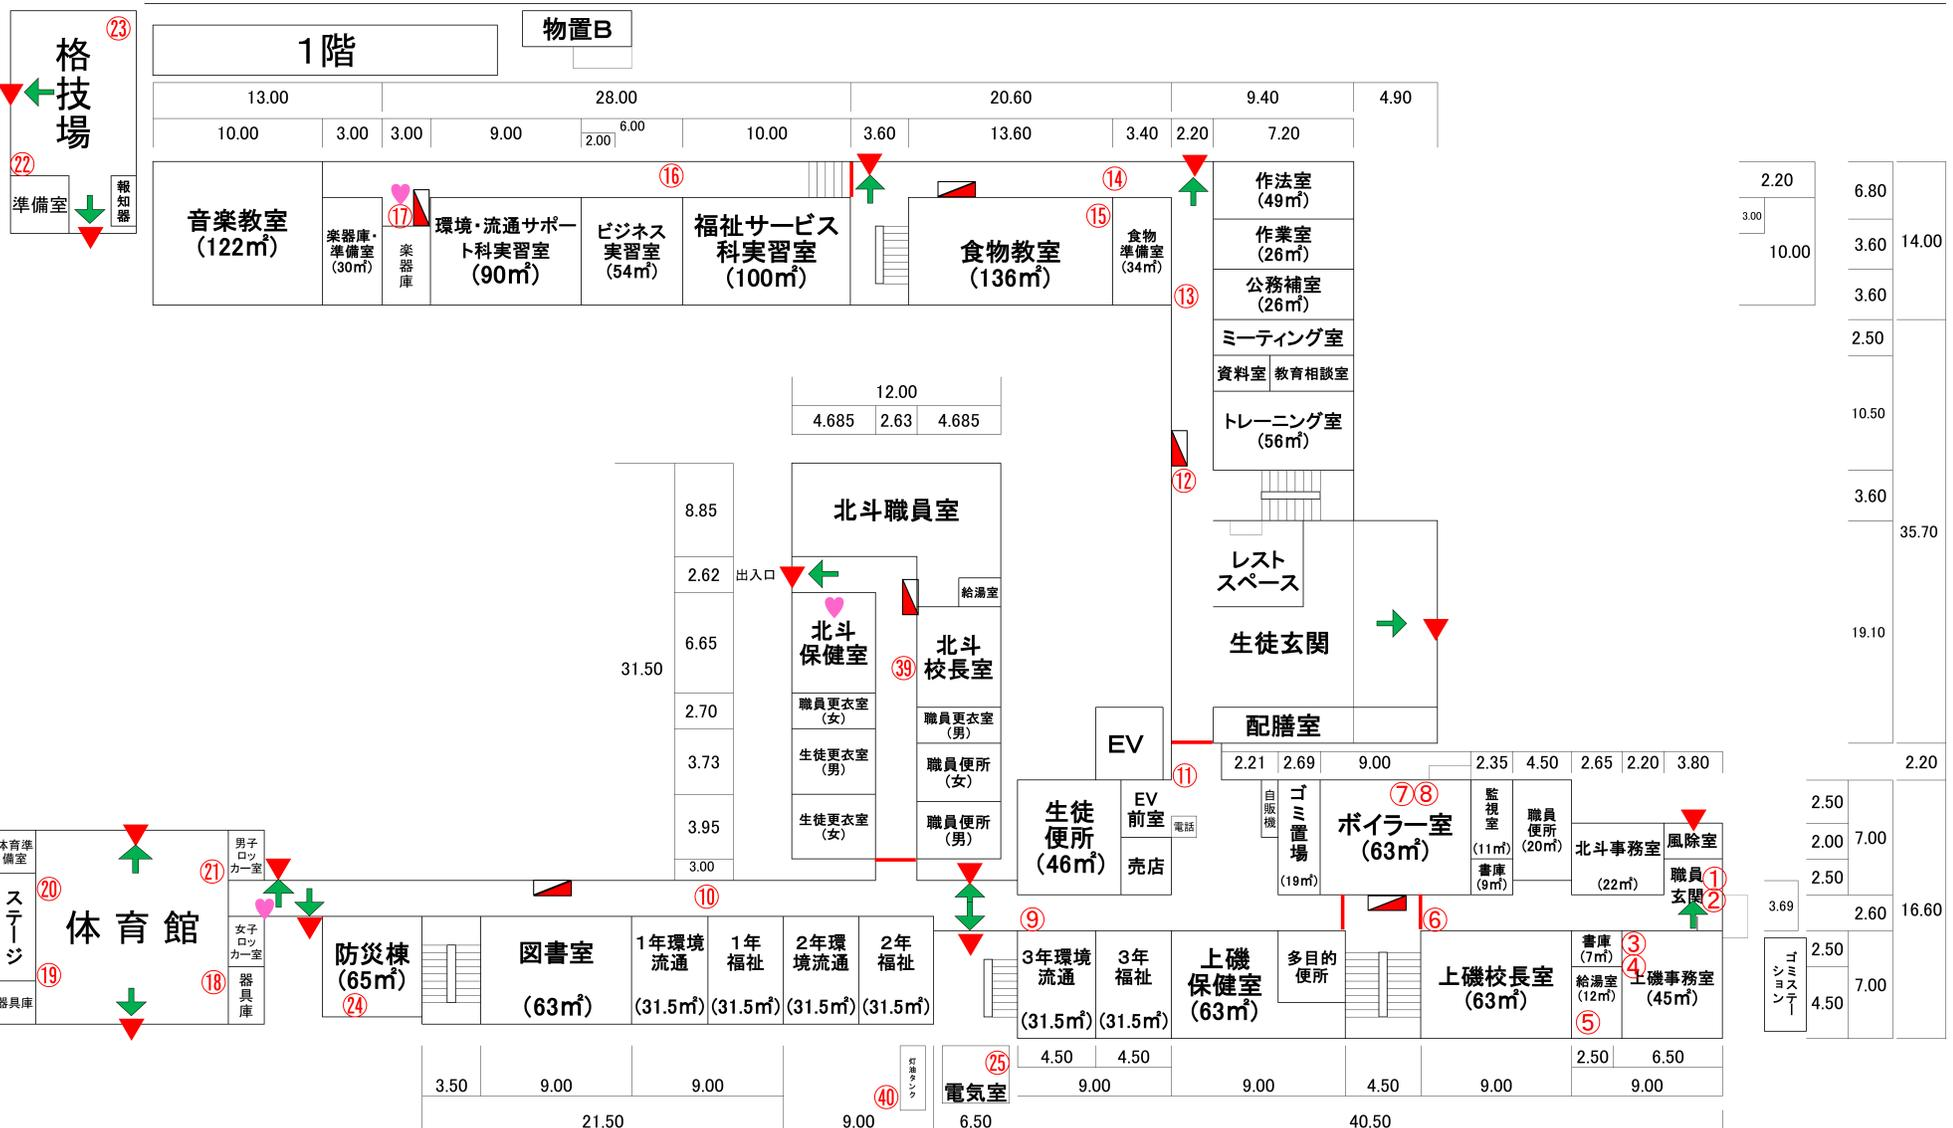 格技場
㉓
㉒
準備室
報知器
1階
物置B
13.00
28.00
20.60
9.40
4.90
10.00
3.00
3.00
9.00
2.00
6.00
10.00
3.60
13.60
3.40
2.20
7.20
音楽教室
(122㎡)
楽器庫・
準備室
(30㎡)
⑰
楽器庫
⑯
環境・流通サポー
ト科実習室
(90㎡)
ビジネス
実習室
(54㎡)
福祉サービス
科実習室
(100㎡)
⑭
⑮
食物教室
(136㎡)
食物
準備室
(34㎡)
⑬
作法室
(49㎡)
作業室
(26㎡)
公務補室
(26㎡)
ミーティング室
資料室
教育相談室
トレーニング室
(56㎡)
⑫
2.20
3.00
10.00
6.80
3.60
3.60
14.00
2.50
10.50
3.60
35.70
19.10
2.20
12.00
4.685
2.63
4.685
8.85
2.62
6.65
31.50
2.70
3.73
3.95
3.00
北斗職員室
出入口
給湯室
北斗
保健室
北斗
校長室
㊴
職員更衣室
(女)
職員更衣室
(男)
生徒更衣室
(男)
職員便所
(女)
生徒更衣室
(女)
職員便所
(男)
レスト
スペース
生徒玄関
配膳室
EV
⑪
2.21
2.69
9.00
2.35
4.50
2.65
2.20
3.80
生徒
便所
(46㎡)
EV
前室
電話
売店
自販機
ゴミ置場
(19㎡)
⑦⑧
ボイラー室
(63㎡)
監視室
(11㎡)
書庫
(9㎡)
職員
便所
(20㎡)
北斗事務室
(22㎡)
風除室
職員
玄関
①
②
2.50
2.00
2.50
7.00
3.69
2.60
16.60
2.50
4.50
7.00
体育準
備室
ステージ
器具庫
⑳
⑲
体育館
㉑
男子
ロッ
カー室
女子
ロッ
カー室
⑱
器具庫
⑩
⑨
⑥
防災棟
(65㎡)
㉔
図書室
(63㎡)
1年環境
流通
(31.5㎡)
1年
福祉
(31.5㎡)
2年環
境流通
(31.5㎡)
2年
福祉
(31.5㎡)
3年環境
流通
(31.5㎡)
3年
福祉
(31.5㎡)
上磯
保健室
(63㎡)
多目的
便所
上磯校長室
(63㎡)
書庫
(7㎡)
給湯室
(12㎡)
⑤
③
④
上磯事務室
(45㎡)
ゴミステー
ション
灯油タンク
㊵
㉕
電気室
4.50
4.50
2.50
6.50
3.50
9.00
9.00
9.00
9.00
4.50
9.00
9.00
21.50
9.00
6.50
40.50